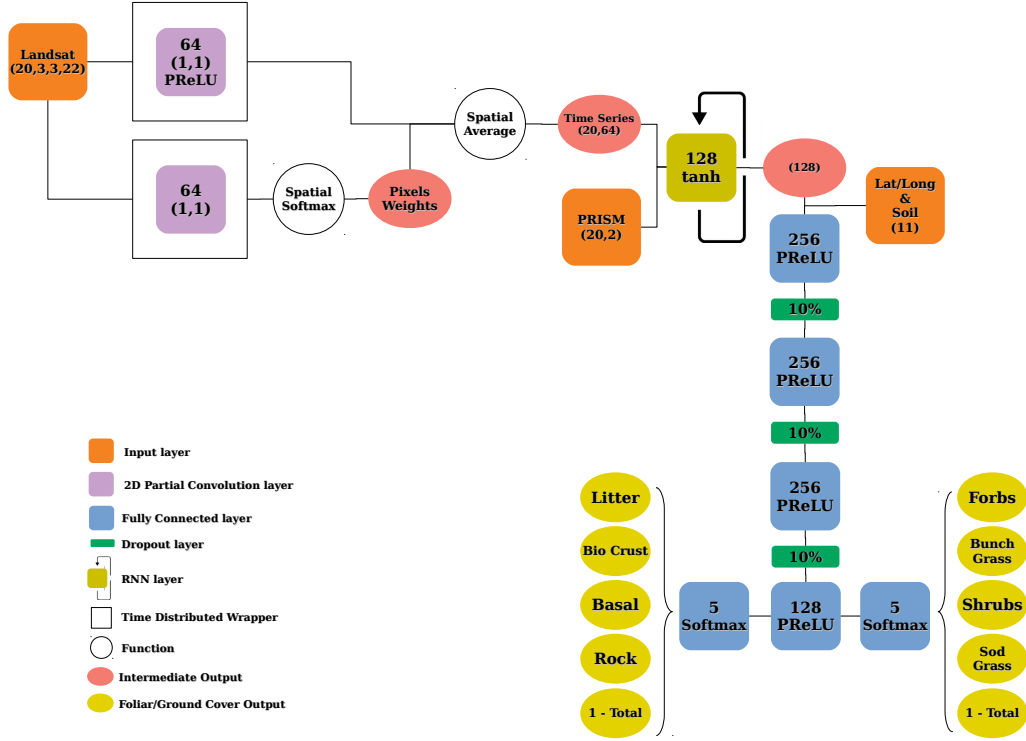 Landsat
(20,3,3,22)
64
(1,1)
PReLU
64
(1,1)
Spatial
Softmax
Pixels
Weights
Spatial
Average
Time Series
(20,64)
PRISM
(20,2)
128
tanh
(128)
Lat/Long
&
Soil
(11)
256
PReLU
10%
256
PReLU
10%
256
PReLU
10%
128
PReLU
5
Softmax
5
Softmax
Litter
Bio Crust
Basal
Rock
1 - Total
Forbs
Bunch
Grass
Shrubs
Sod
Grass
1 - Total
Input layer
2D Partial Convolution layer
Fully Connected layer
Dropout layer
RNN layer
Time Distributed Wrapper
Function
Intermediate Output
Foliar/Ground Cover Output